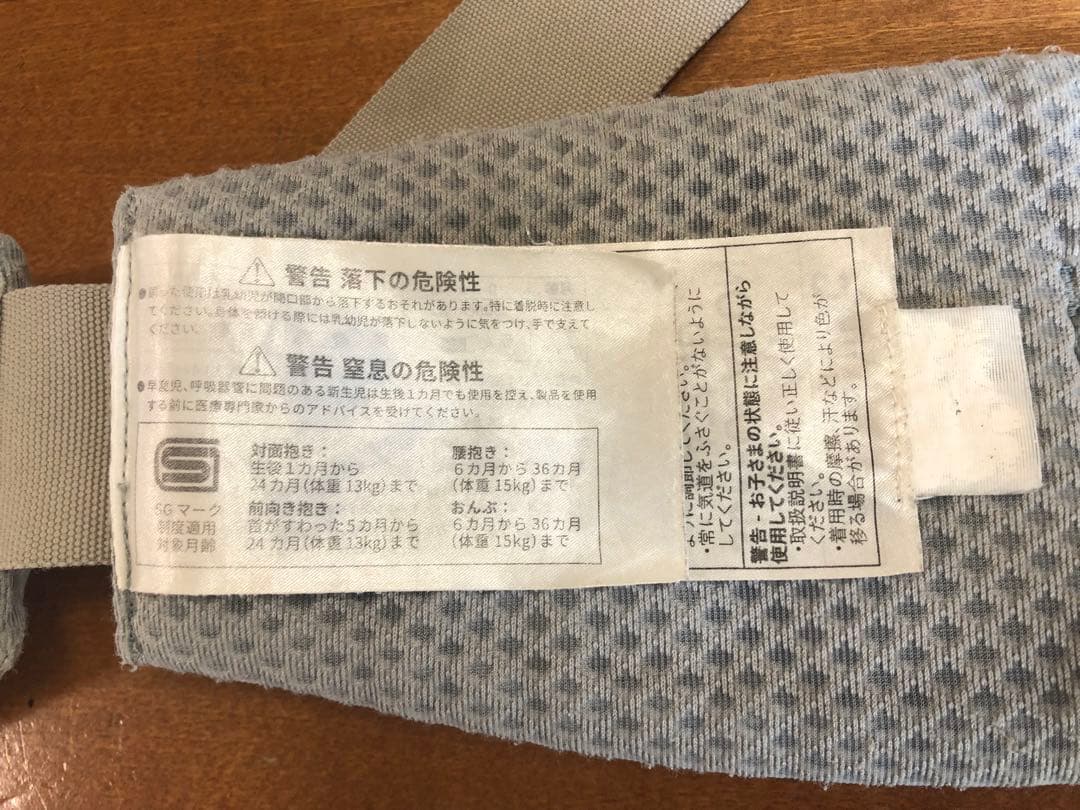 警告 落下の危険性
使用は乳幼児が開口部から落下するおそれがあります。特に着脱時に注意し
てください。身体を傾ける際には乳幼児が落下しないように気をつけ、手で支えて
ください。
警告 窒息の危険性
●早産児、呼吸器官に問題のある新生児は生後1カ月でも使用を控え、製品を使用
する前に医療専門家からのアドバイスを受けてください。
SGマーク
制度適用
対象月齢
対面抱き：
生後1カ月から
24カ月(体重13kg)まで
前向き抱き：
首がすわった5カ月から
24カ月(体重13kg)まで
腰抱き：
6カ月から36カ月
(体重15kg)まで
おんぶ：
6カ月から36カ月
(体重15kg)まで
ように調節してください。
・常に気道をふさぐことがないように
してください。
警告 - お子さまの状態に注意しながら
使用してください。
・取扱説明書に従い正しく使用して
ください。
・着用時の摩擦、汗などにより色が
移る場合があります。